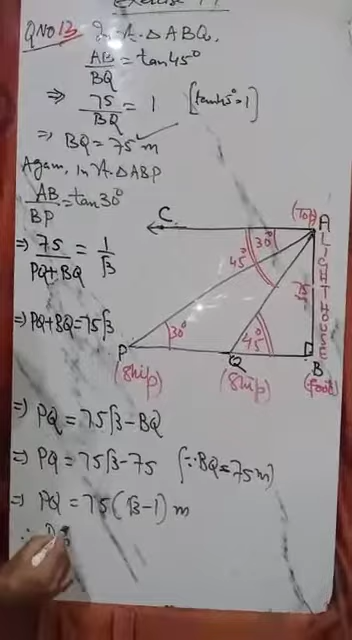 Exercise
Q NO 13 In rt. △ABQ,
AB/BQ = tan45°
⇒ 75/BQ = 1 [tan45°=1]
⇒ BQ = 75 m
Again, In rt. △ABP
AB/BP = tan30°
⇒ 75/PQ+BQ = 1/√3
⇒ PQ+BQ = 75√3
⇒ PQ = 75√3 - BQ
⇒ PQ = 75√3 - 75 (∵ BQ = 75 m)
⇒ PQ = 75(√3 - 1) m
∴
(Top)
C A
30°
45°
LIGHT HOUSE
75
30° 45°
P Q B
(Ship) (Ship) (foot)